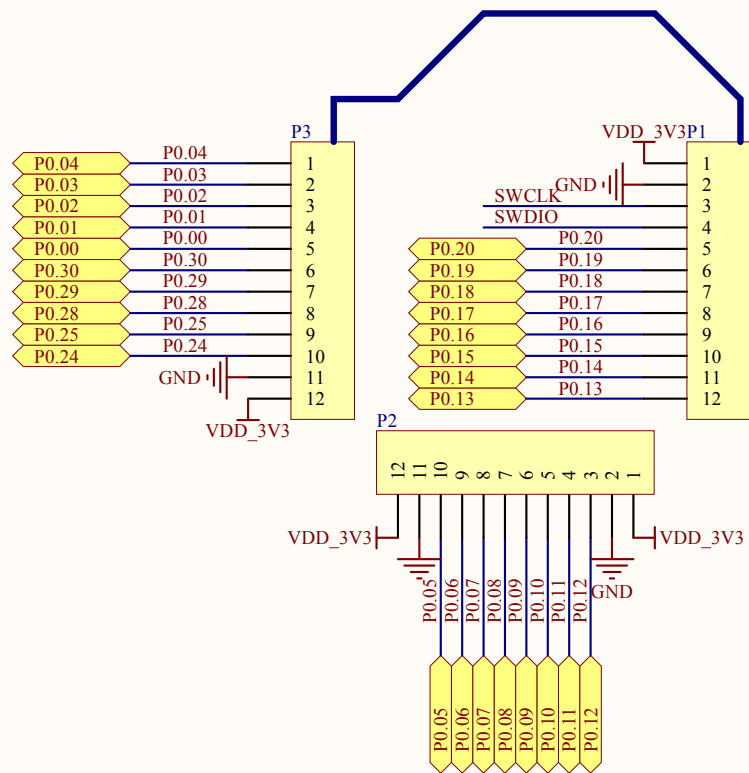 P3
P0.04 P0.04 1
P0.03 P0.03 2
P0.02 P0.02 3
P0.01 P0.01 4
P0.00 P0.00 5
P0.30 P0.30 6
P0.29 P0.29 7
P0.28 P0.28 8
P0.25 P0.25 9
P0.24 P0.24 10
GND 11
12
VDD_3V3
VDD_3V3 P1
1
GND 2
SWCLK 3
SWDIO 4
P0.20 P0.20 5
P0.19 P0.19 6
P0.18 P0.18 7
P0.17 P0.17 8
P0.16 P0.16 9
P0.15 P0.15 10
P0.14 P0.14 11
P0.13 P0.13 12
P2
12 11 10 9 8 7 6 5 4 3 2 1
VDD_3V3 VDD_3V3
GND
P0.05 P0.06 P0.07 P0.08 P0.09 P0.10 P0.11 P0.12
P0.05 P0.06 P0.07 P0.08 P0.09 P0.10 P0.11 P0.12